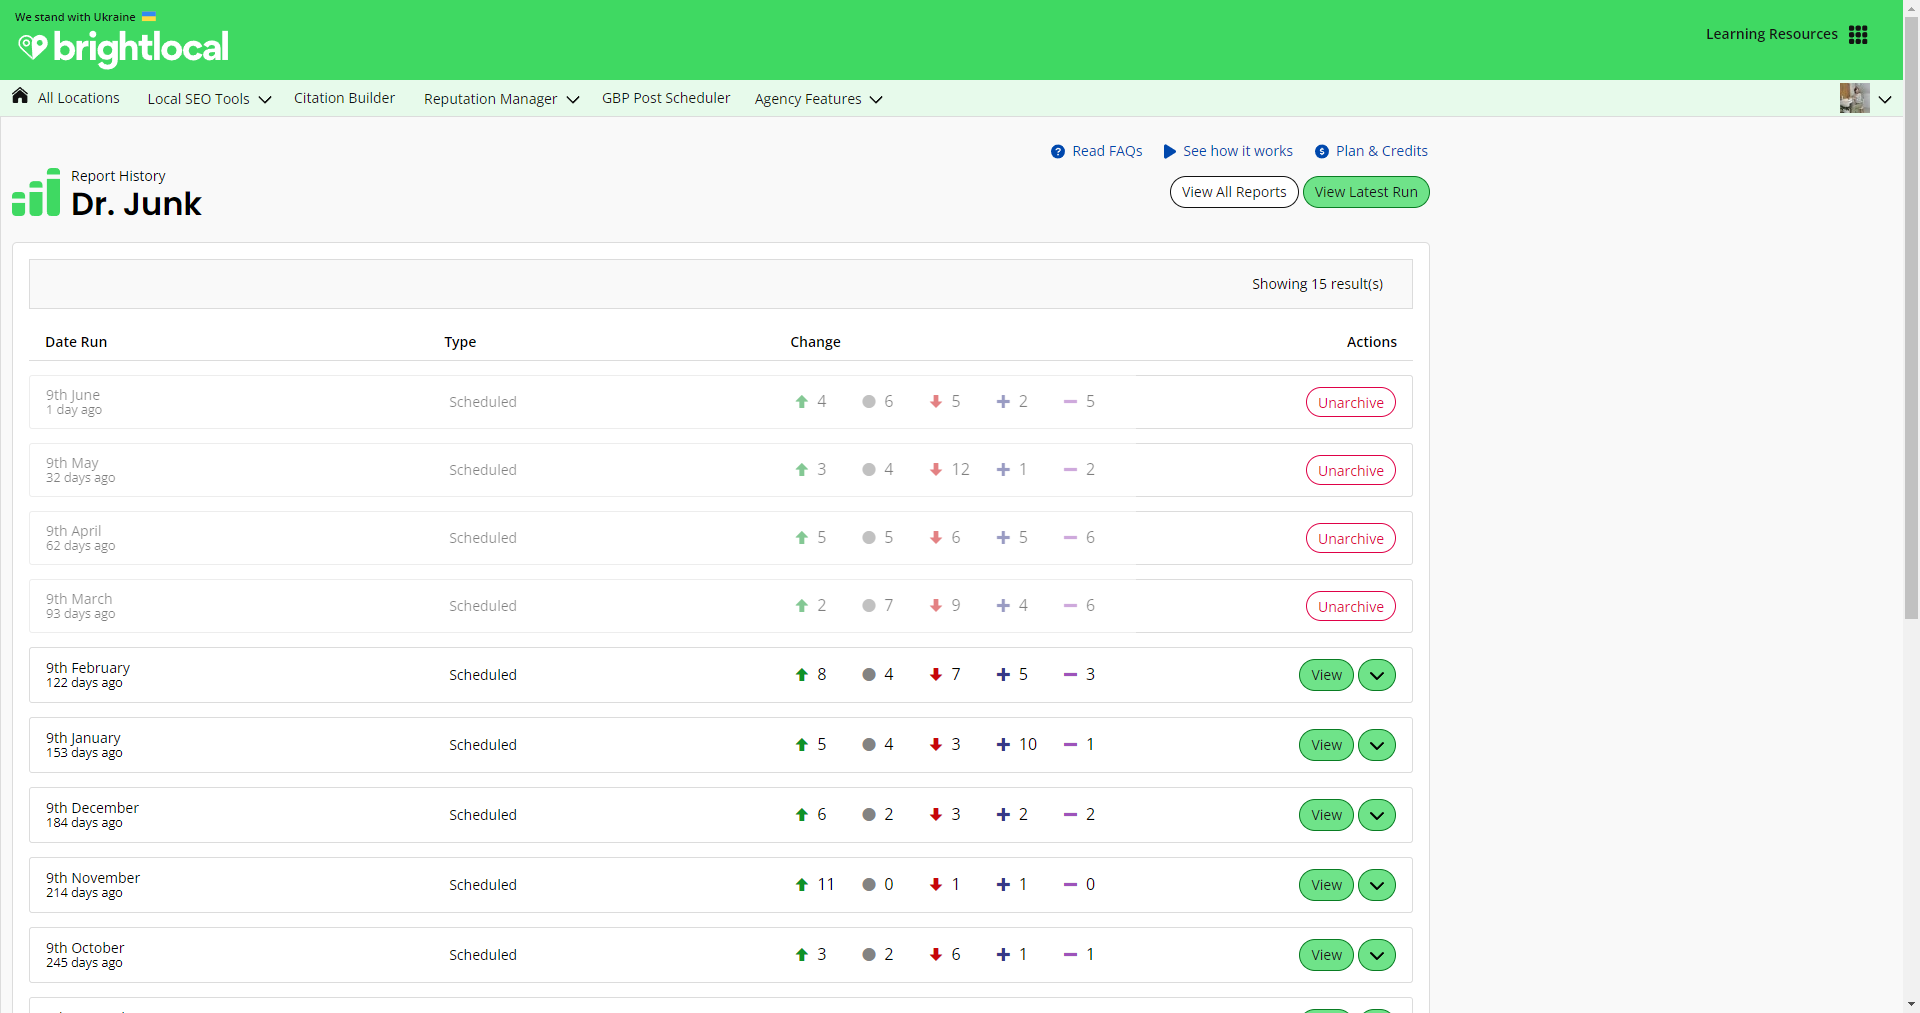 We stand with Ukraine
brightlocal
Learning Resources
All Locations Local SEO Tools Citation Builder Reputation Manager GBP Post Scheduler Agency Features
Read FAQs See how it works Plan & Credits
Report History
Dr. Junk
View All Reports View Latest Run
Showing 15 result(s)
Date Run Type Change Actions
9th June
1 day ago
Scheduled 4 6 5 2 5 Unarchive
9th May
32 days ago
Scheduled 3 4 12 1 2 Unarchive
9th April
62 days ago
Scheduled 5 5 6 5 6 Unarchive
9th March
93 days ago
Scheduled 2 7 9 4 6 Unarchive
9th February
122 days ago
Scheduled 8 4 7 5 3 View
9th January
153 days ago
Scheduled 5 4 3 10 1 View
9th December
184 days ago
Scheduled 6 2 3 2 2 View
9th November
214 days ago
Scheduled 11 0 1 1 0 View
9th October
245 days ago
Scheduled 3 2 6 1 1 View